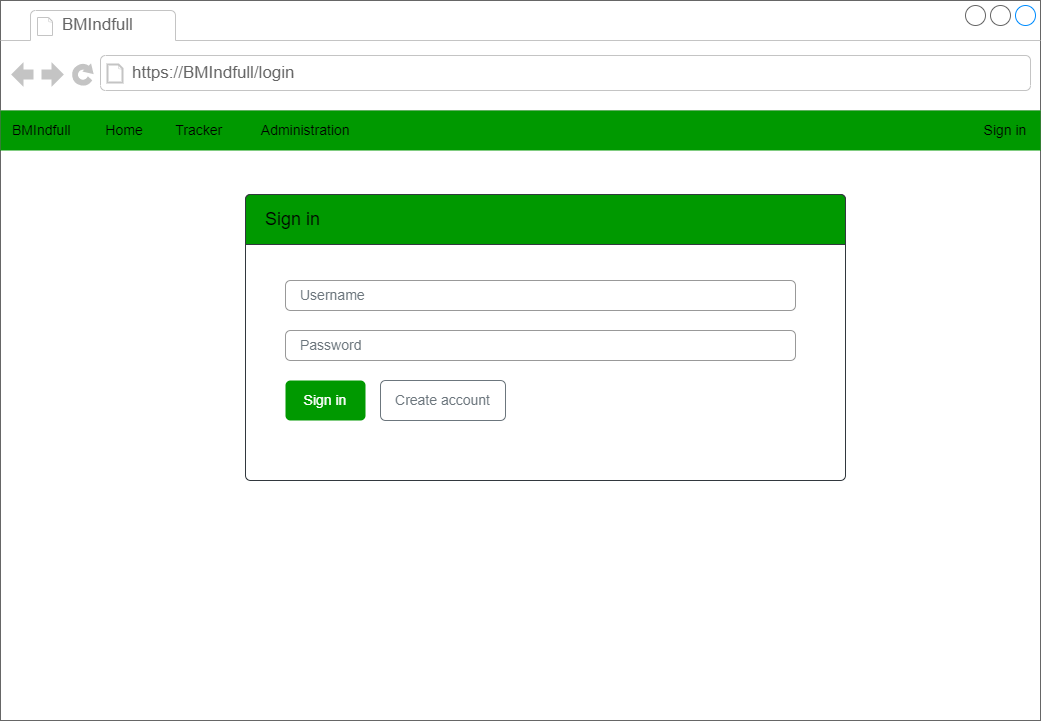 BMIndfull
https://BMIndfull/login
BMIndfull Home Tracker Administration Sign in
Sign in
Username
Password
Sign in Create account